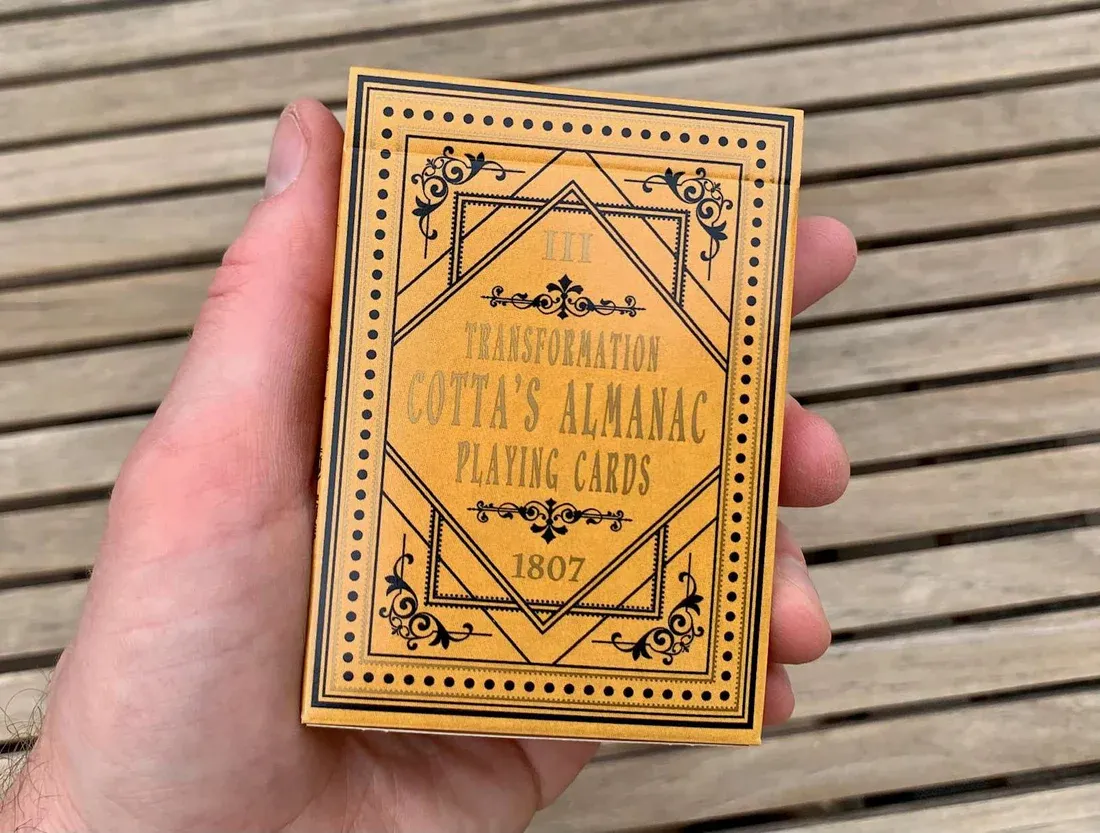 III
TRANSFORMATION
COTTA'S ALMANAC
PLAYING CARDS
1807